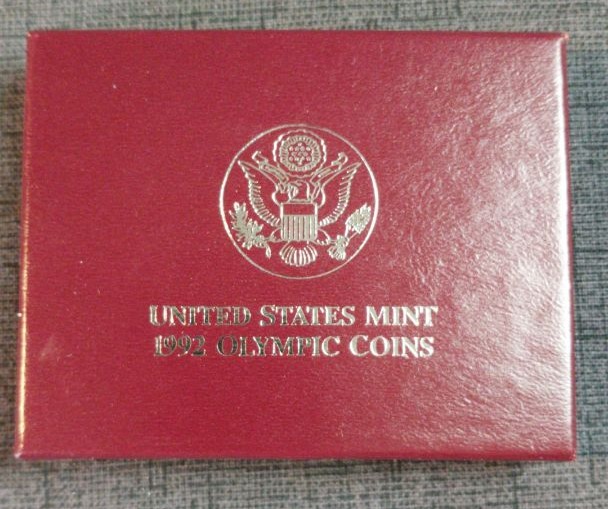 UNITED STATES MINT
1992 OLYMPIC COINS